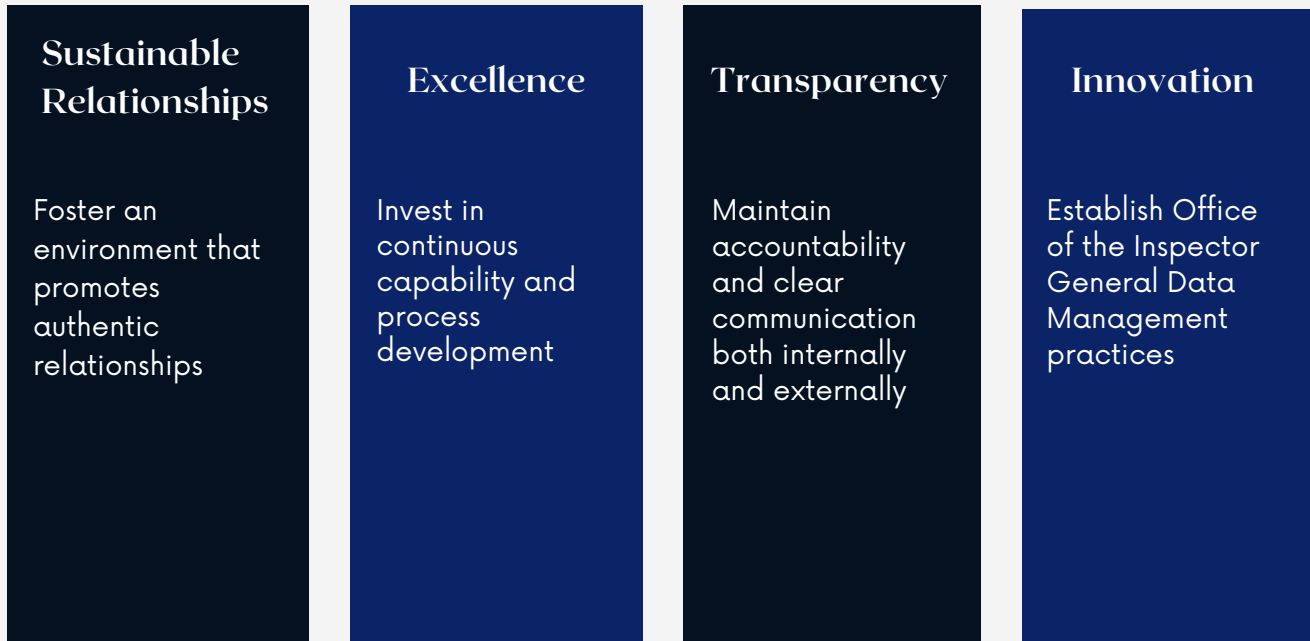 Sustainable
Relationships
Foster an
environment that
promotes
authentic
relationships
Excellence
Invest in
continuous
capability and
process
development
Transparency
Maintain
accountability
and clear
communication
both internally
and externally
Innovation
Establish Office
of the Inspector
General Data
Management
practices